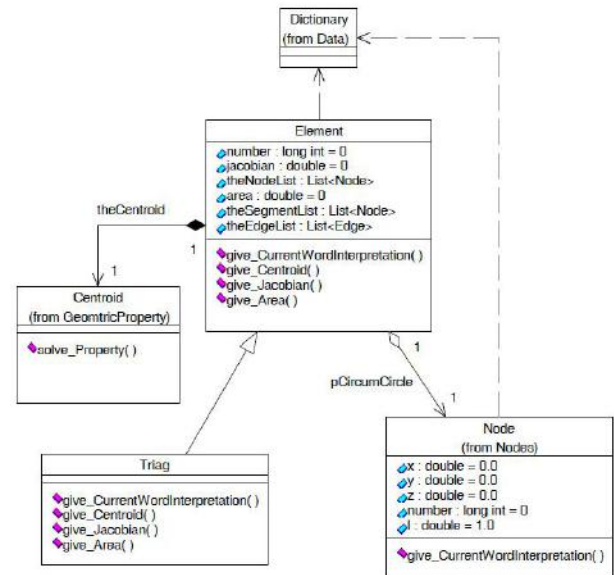 Dictionary
(from Data)
Element
number : long int = 0
jacobian : double = 0
theNodeList : List<Node>
area : double = 0
theSegmentList : List<Node>
theEdgeList : List<Edge>
give_CurrentWordInterpretation( )
give_Centroid( )
give_Jacobian( )
give_Area( )
theCentroid
1
1
Centroid
(from GeomtricProperty)
solve_Property( )
1
pCircumCircle
1
Triag
give_CurrentWordInterpretation( )
give_Centroid( )
give_Jacobian( )
give_Area( )
Node
(from Nodes)
x : double = 0.0
y : double = 0.0
z : double = 0.0
number : long int = 0
l : double = 1.0
give_CurrentWordInterpretation( )